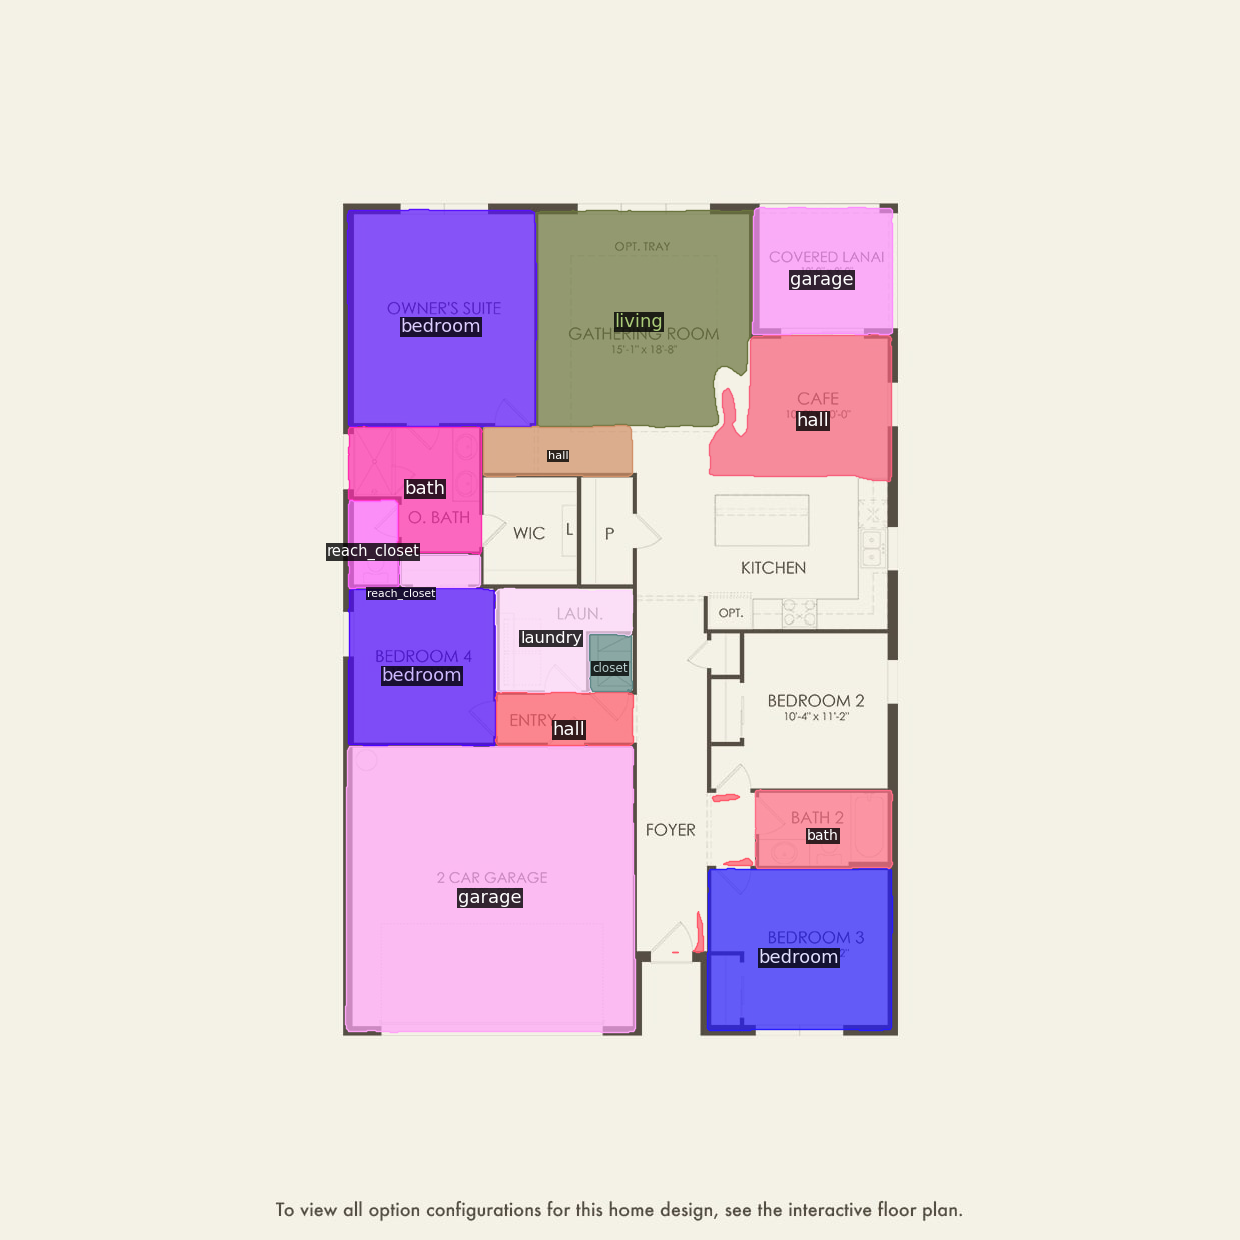 OPT. TRAY
COVERED LANAI
garage
OWNER'S SUITE
bedroom
living
GATHERING ROOM
15'-1" x 18'-8"
CAFE
hall
hall
bath
O. BATH
WIC
L
P
reach_closet
KITCHEN
reach_closet
OPT.
LAUN.
laundry
closet
BEDROOM 4
bedroom
BEDROOM 2
10'-4" x 11'-2"
ENTRY
hall
FOYER
BATH 2
bath
2 CAR GARAGE
garage
BEDROOM 3
bedroom
To view all option configurations for this home design, see the interactive floor plan.